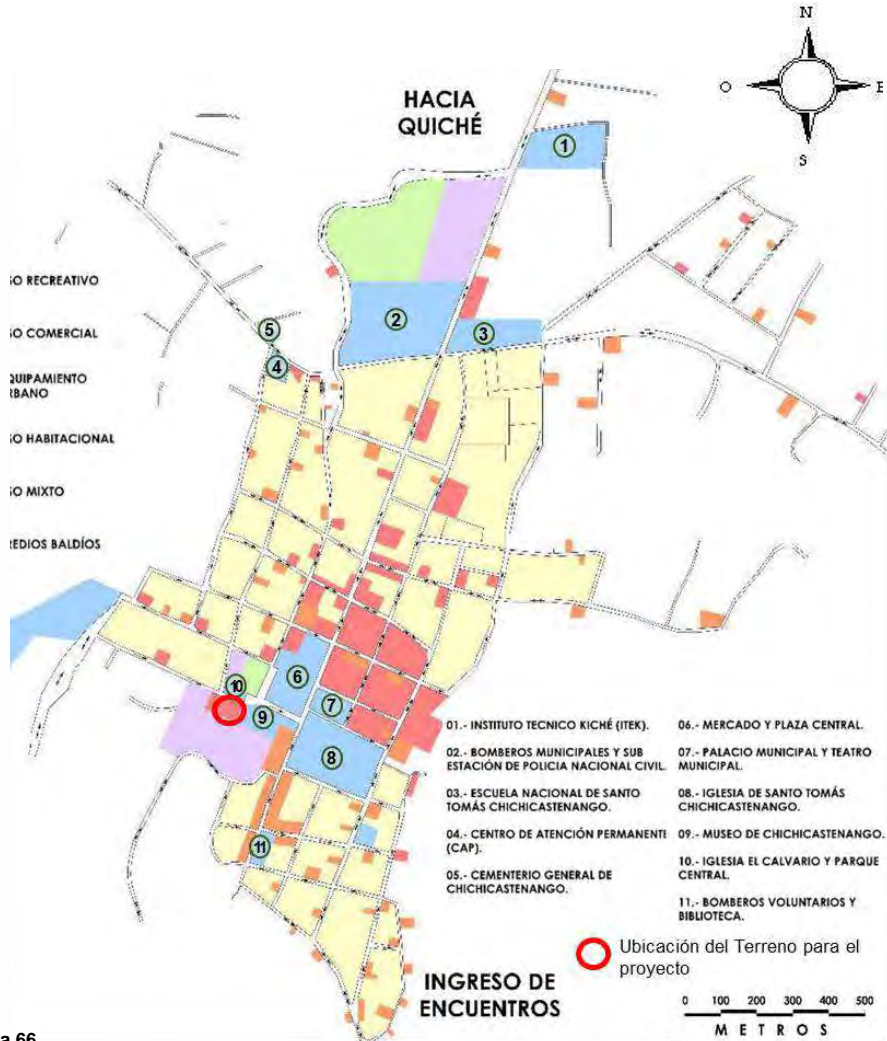 N
O E
S
HACIA
QUICHÉ
1
SO RECREATIVO
2
3
SO COMERCIAL
5
4
QUIPAMIENTO
RBANO
SO HABITACIONAL
SO MIXTO
REDIOS BALDÍOS
6
10
7
9
8
11
01.- INSTITUTO TECNICO KICHÉ (ITEK).
02.- BOMBEROS MUNICIPALES Y SUB
ESTACIÓN DE POLICIA NACIONAL CIVIL.
03.- ESCUELA NACIONAL DE SANTO
TOMÁS CHICHICASTENANGO.
04.- CENTRO DE ATENCIÓN PERMANENTE
(CAP).
05.- CEMENTERIO GENERAL DE
CHICHICASTENANGO.
06.- MERCADO Y PLAZA CENTRAL.
07.- PALACIO MUNICIPAL Y TEATRO
MUNICIPAL.
08.- IGLESIA DE SANTO TOMÁS
CHICHICASTENANGO.
09.- MUSEO DE CHICHICASTENANGO.
10.- IGLESIA EL CALVARIO Y PARQUE
CENTRAL.
11.- BOMBEROS VOLUNTARIOS Y
BIBLIOTECA.
Ubicación del Terreno para el
proyecto
INGRESO DE
ENCUENTROS
0 100 200 300 400 500
METROS
a 66